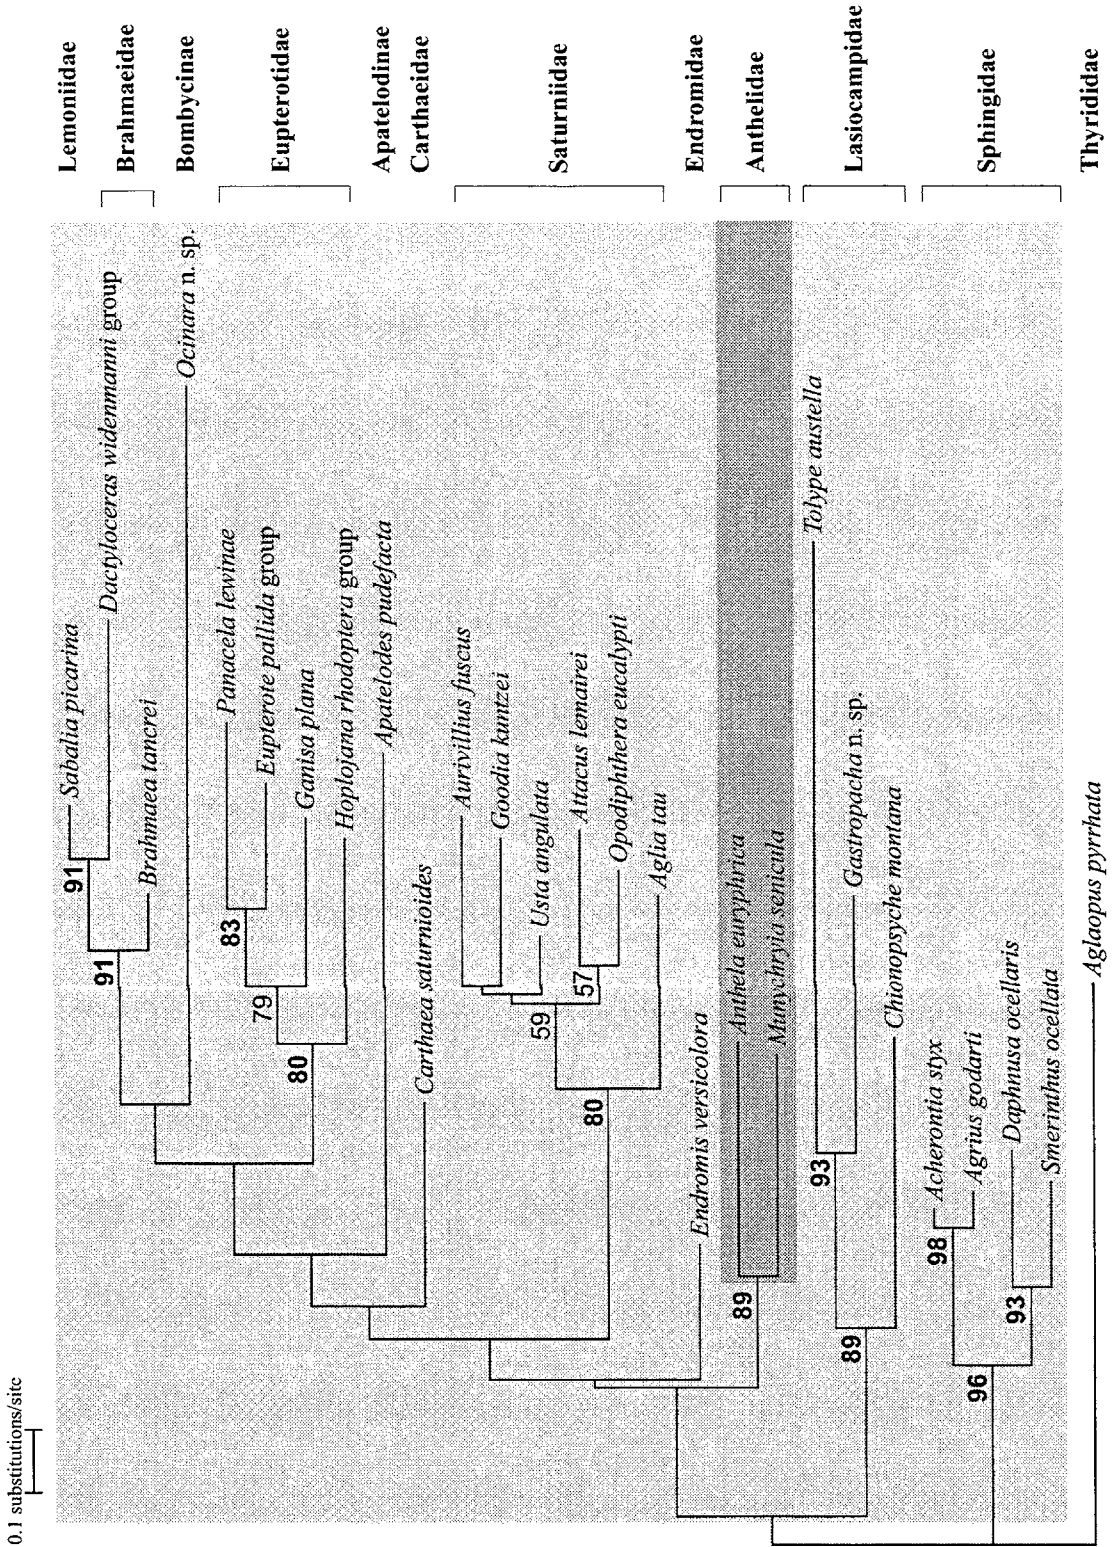 0.1 substitutions/site
Lemoniidae
Brahmaeidae
Bombycinae
Eupterotidae
Apatelodinae
Carthaeidae
Saturniidae
Endromidae
Anthelidae
Lasiocampidae
Sphingidae
Thyrididae
Sabalia picarina
Dactyloceras widenmanni group
Brahmaea lancrei
Ocinara n. sp.
Panacela lewinae
Eupterote pallida group
Ganisa plana
Hoplojana rhodoptera group
Apatelodes pudefacta
Carthaea saturnioides
Aurivillius fuscus
Goodia kuntzei
Usta angulata
Attacus lemairei
Opodiphthera eucalypti
Aglia tau
Endromis versicolora
Anthela euryphrica
Munychryia senicula
Tolype austella
Gastropacha n. sp.
Chionopsyche montana
Acherontia styx
Agrius godarti
Daphnusa ocellaris
Smerinthus ocellata
Aglaopus pyrrhata
91
91
83
79
80
59
57
80
89
93
89
98
93
96